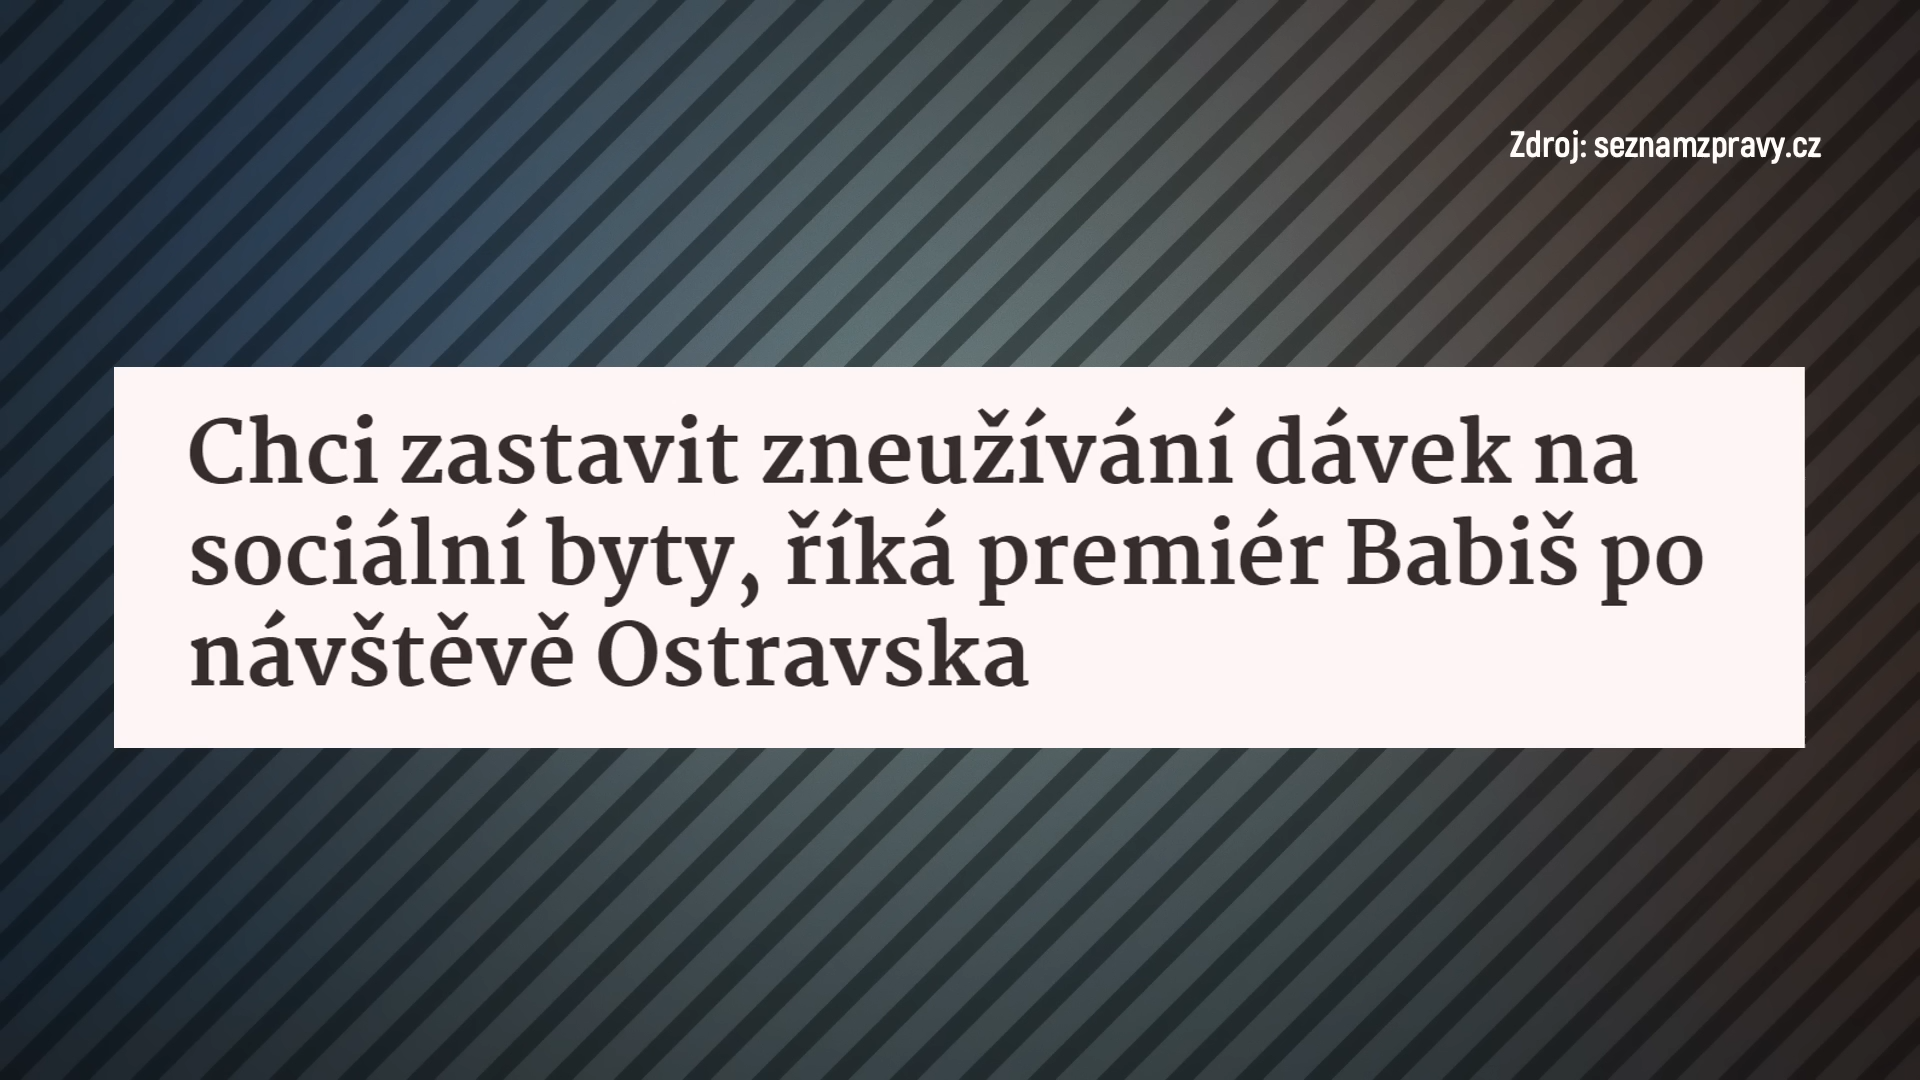 Zdroj: seznamzpravy.cz
Chci zastavit zneužívání dávek na
sociální byty, říká premiér Babiš po
návštěvě Ostravska